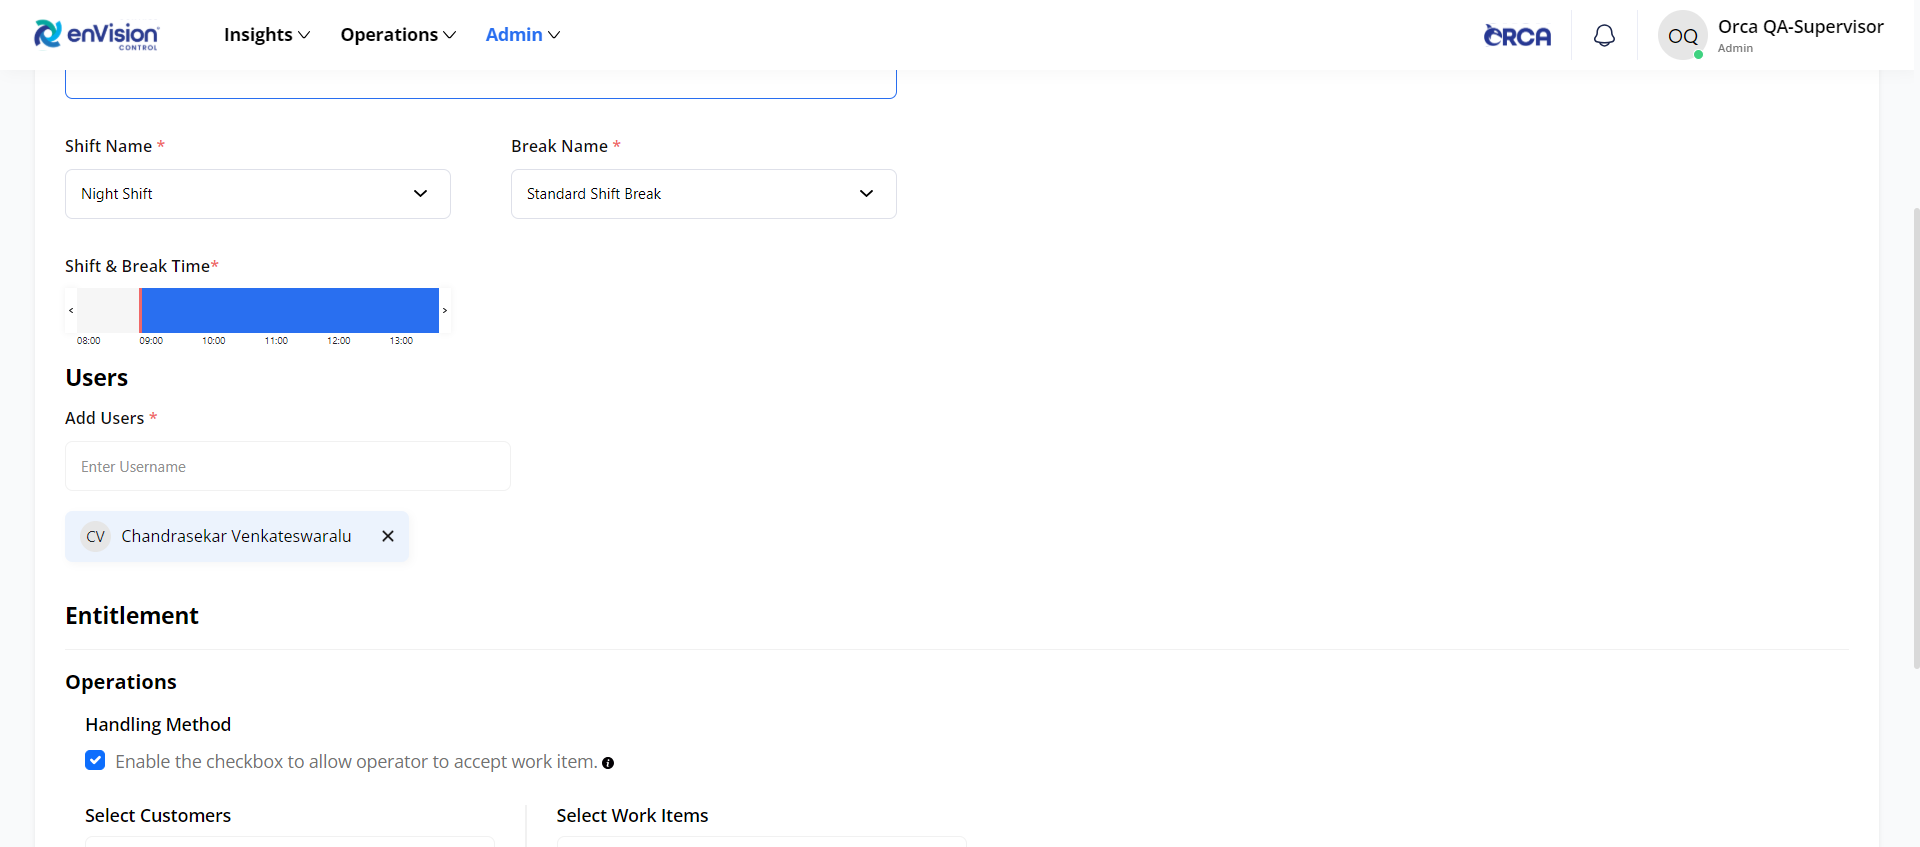 enVision
CONTROL
Insights
Operations
Admin
ORCA
OQ
Orca QA-Supervisor
Admin
Shift Name *
Break Name *
Night Shift
Standard Shift Break
Shift & Break Time*
<
>
08:00 09:00 10:00 11:00 12:00 13:00
Users
Add Users *
Enter Username
CV Chandrasekar Venkateswaralu
Entitlement
Operations
Handling Method
Enable the checkbox to allow operator to accept work item.
Select Customers
Select Work Items